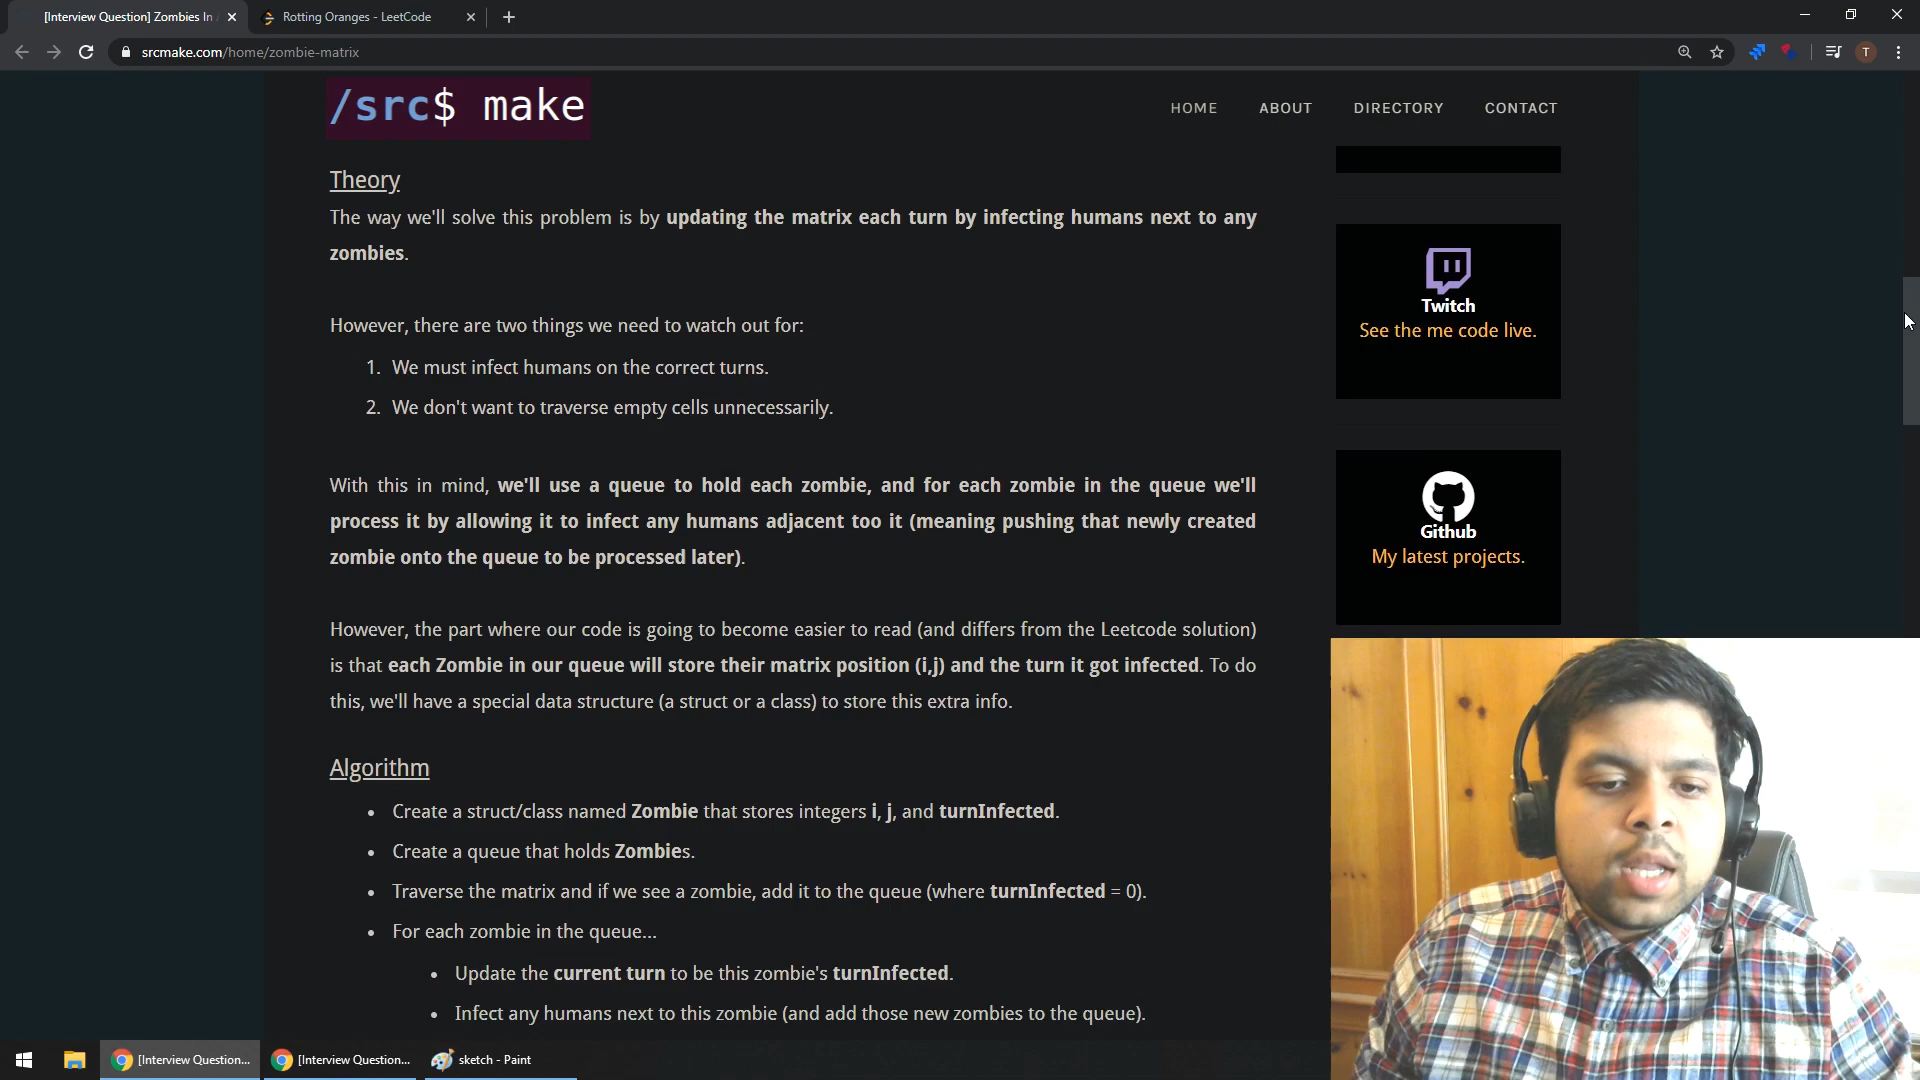 [Interview Question] Zombies In
Rotting Oranges - LeetCode
srcmake.com/home/zombie-matrix
T
/src$ make
HOME
ABOUT
DIRECTORY
CONTACT
Theory
The way we'll solve this problem is by updating the matrix each turn by infecting humans next to any
zombies.
However, there are two things we need to watch out for:
1. We must infect humans on the correct turns.
2. We don't want to traverse empty cells unnecessarily.
With this in mind, we'll use a queue to hold each zombie, and for each zombie in the queue we'll
process it by allowing it to infect any humans adjacent too it (meaning pushing that newly created
zombie onto the queue to be processed later).
However, the part where our code is going to become easier to read (and differs from the Leetcode solution)
is that each Zombie in our queue will store their matrix position (i,j) and the turn it got infected. To do
this, we'll have a special data structure (a struct or a class) to store this extra info.
Algorithm
• Create a struct/class named Zombie that stores integers i, j, and turnInfected.
• Create a queue that holds Zombies.
• Traverse the matrix and if we see a zombie, add it to the queue (where turnInfected = 0).
• For each zombie in the queue...
• Update the current turn to be this zombie's turnInfected.
• Infect any humans next to this zombie (and add those new zombies to the queue).
Twitch
See the me code live.
Github
My latest projects.
[Interview Question...
[Interview Question...
sketch - Paint